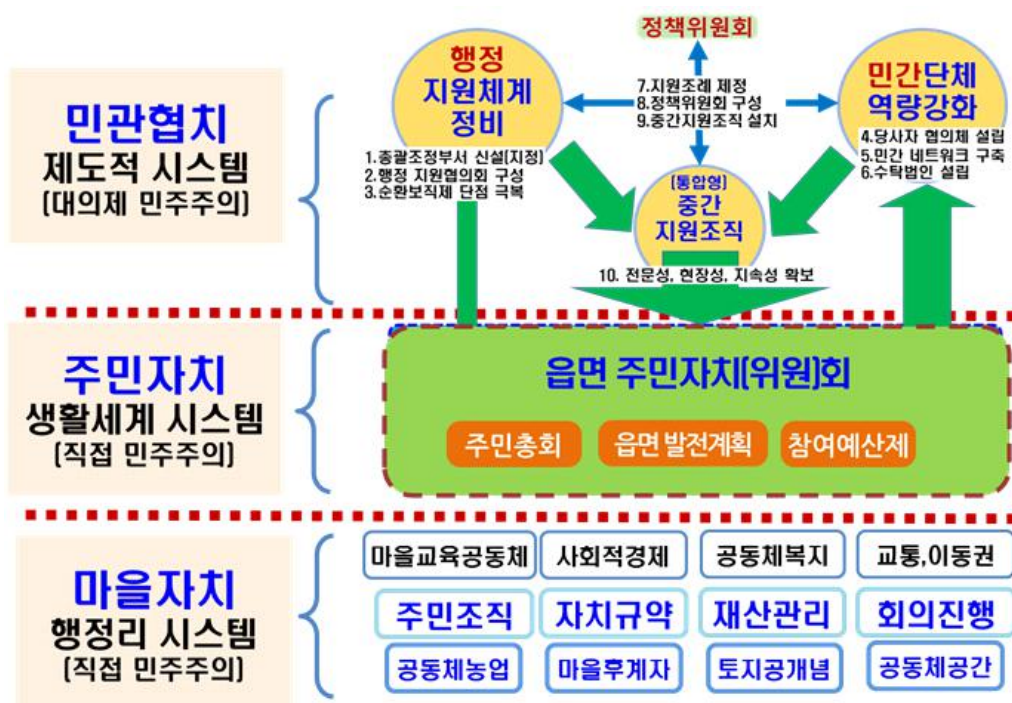 정책위원회
행정
지원체계
정비
7.지원조례 제정
8.정책위원회 구성
9.중간지원조직 설치
민간단체
역량강화
민관협치
제도적 시스템
(대의제 민주주의)
1.총괄조정부서 신설(지정)
2.행정 지원협의회 구성
3.순환보직제 단점 극복
4.당사자 협의체 설립
5.민간 네트워크 구축
6.수탁법인 설립
(통합형)
중간
지원조직
10. 전문성, 현장성, 지속성 확보
주민자치
생활세계 시스템
(직접 민주주의)
읍면 주민자치(위원)회
주민총회 읍면 발전계획 참여예산제
마을자치
행정리 시스템
(직접 민주주의)
마을교육공동체 사회적경제 공동체복지 교통,이동권
주민조직 자치규약 재산관리 회의진행
공동체농업 마을후계자 토지공개념 공동체공간